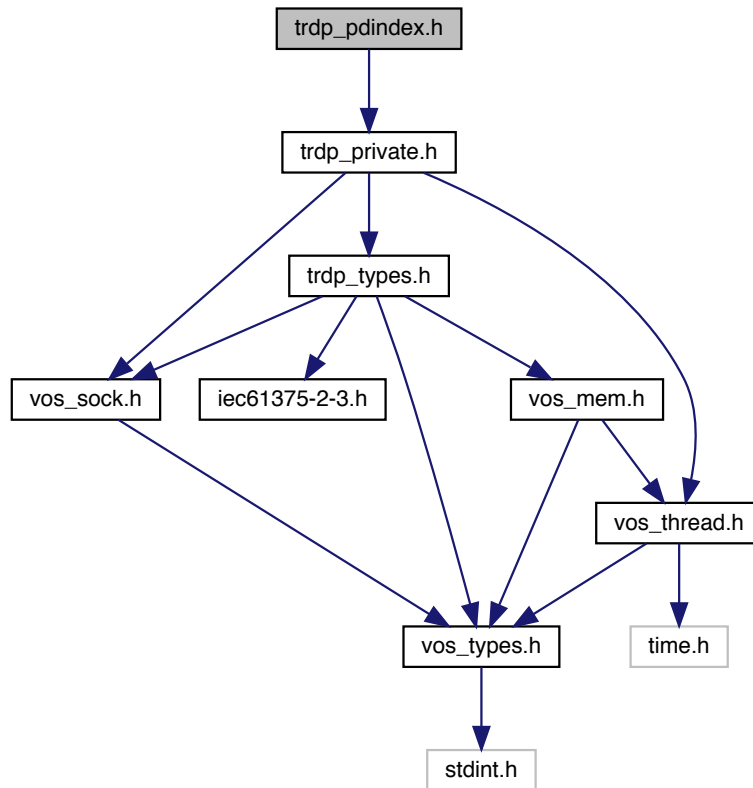 trdp_pdindex.h
trdp_private.h
trdp_types.h
vos_sock.h
iec61375-2-3.h
vos_mem.h
vos_thread.h
vos_types.h
time.h
stdint.h